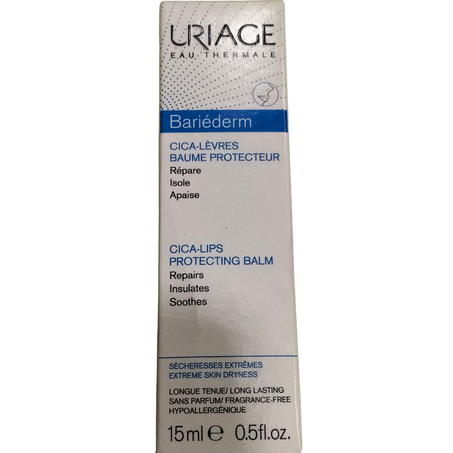 URIAGE
EAU THERMALE
Bariéderm
CICA-LÈVRES
BAUME PROTECTEUR
Répare
Isole
Apaise
CICA-LIPS
PROTECTING BALM
Repairs
Insulates
Soothes
SÈCHERESSES EXTRÊMES
EXTREME SKIN DRYNESS
LONGUE TENUE/ LONG LASTING
SANS PARFUM/ FRAGRANCE-FREE
HYPOALLERGÉNIQUE
15ml ℮ 0.5fl.oz.